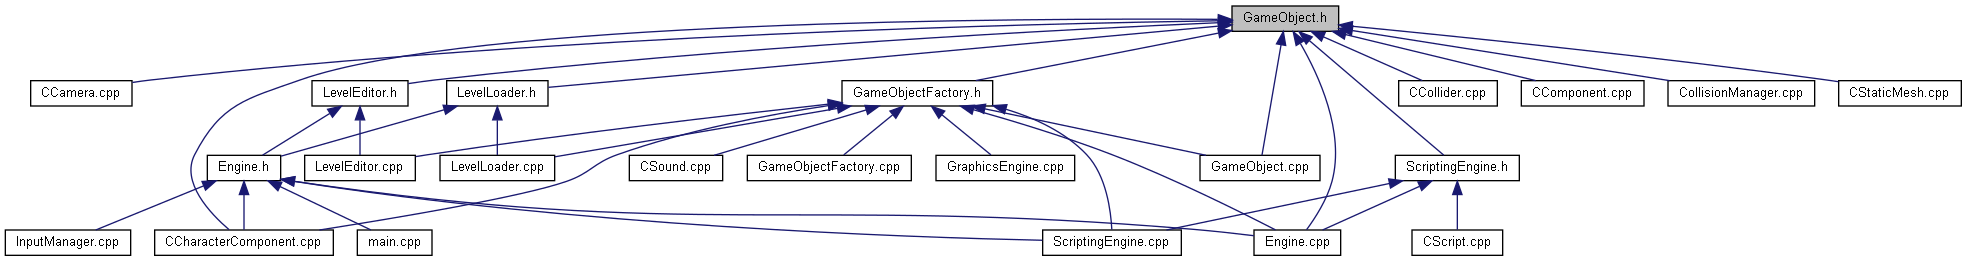 GameObject.h
CCamera.cpp
LevelEditor.h
LevelLoader.h
GameObjectFactory.h
CCollider.cpp
CComponent.cpp
CollisionManager.cpp
CStaticMesh.cpp
Engine.h
LevelEditor.cpp
LevelLoader.cpp
CSound.cpp
GameObjectFactory.cpp
GraphicsEngine.cpp
GameObject.cpp
ScriptingEngine.h
InputManager.cpp
CCharacterComponent.cpp
main.cpp
ScriptingEngine.cpp
Engine.cpp
CScript.cpp